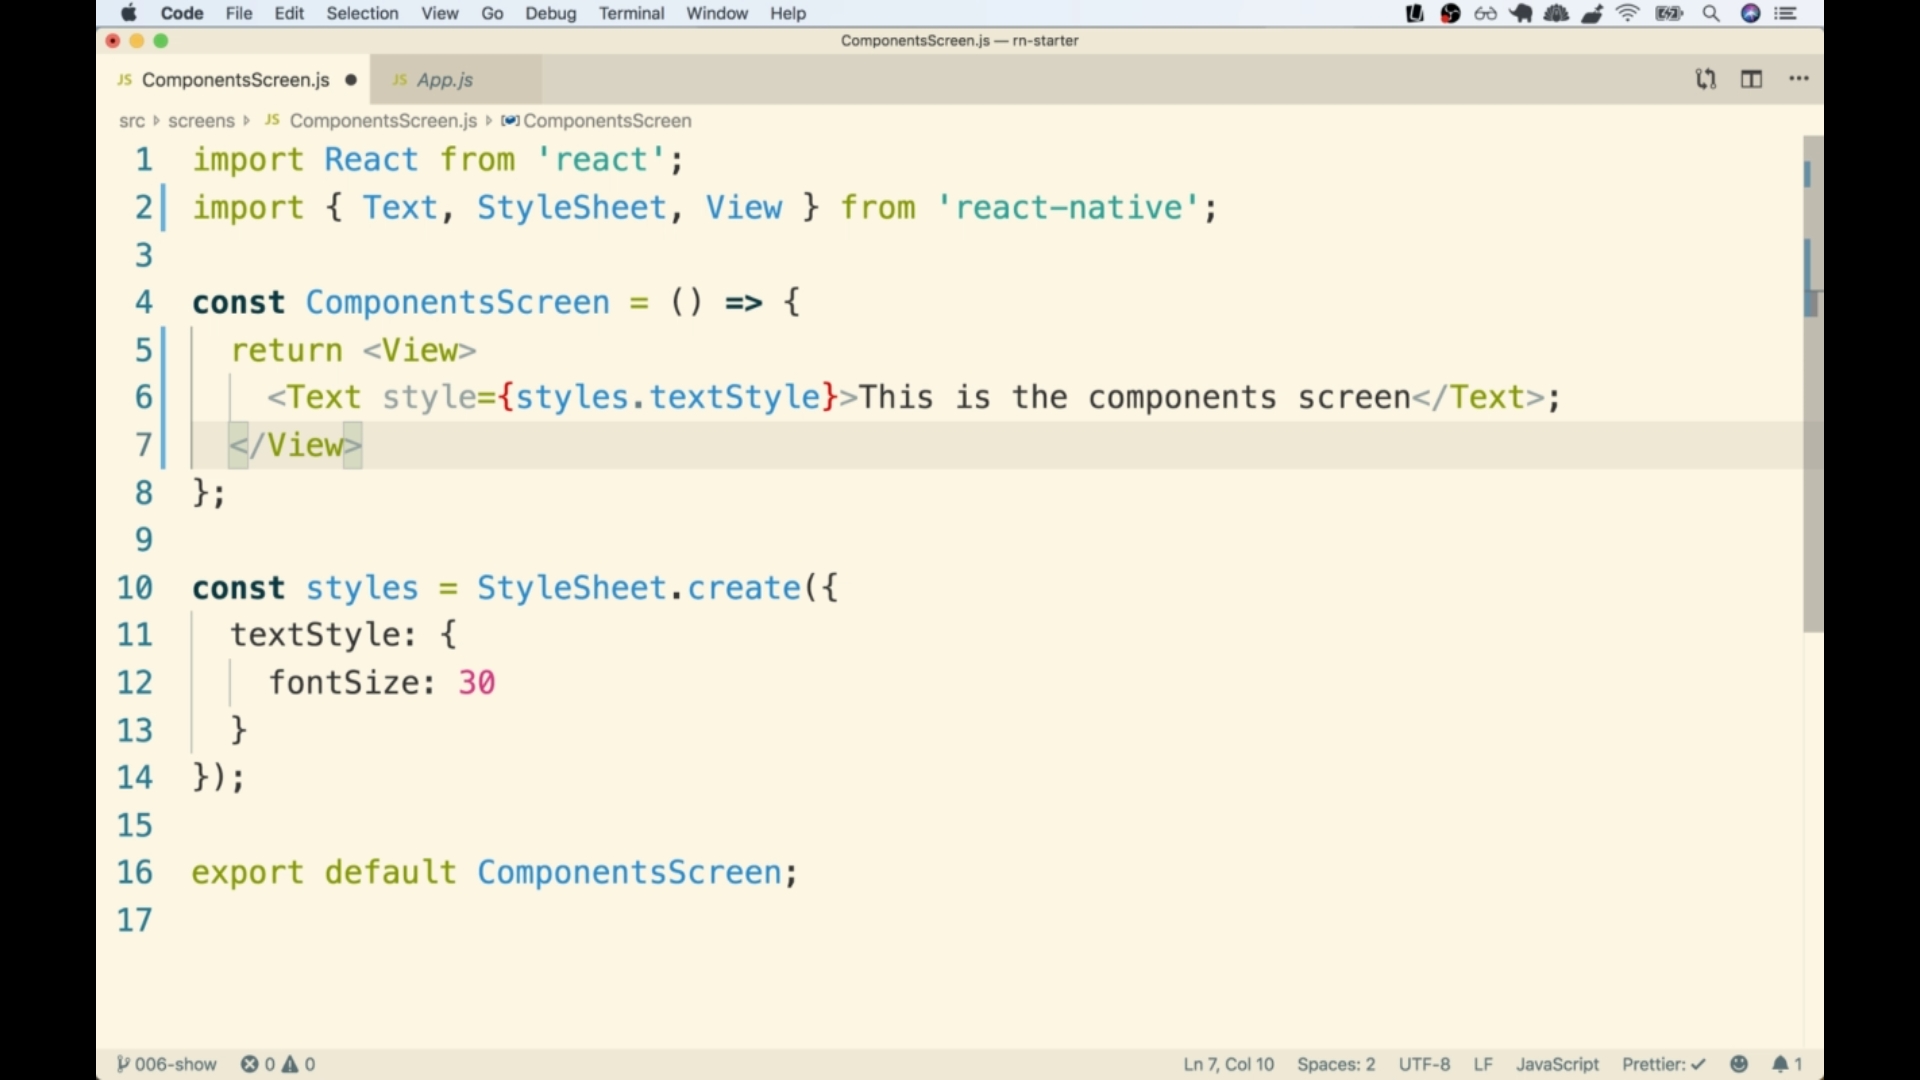 Code File Edit Selection View Go Debug Terminal Window Help
ComponentsScreen.js — rn-starter
JS ComponentsScreen.js ● JS App.js
src screens JS ComponentsScreen.js ComponentsScreen
1 import React from 'react';
2 import { Text, StyleSheet, View } from 'react-native';
3
4 const ComponentsScreen = () => {
5   return <View>
6     <Text style={styles.textStyle}>This is the components screen</Text>;
7   </View>
8 };
9
10 const styles = StyleSheet.create({
11   textStyle: {
12     fontSize: 30
13   }
14 });
15
16 export default ComponentsScreen;
17
006-show 0 0 Ln 7, Col 10 Spaces: 2 UTF-8 LF JavaScript Prettier: ✓ 1